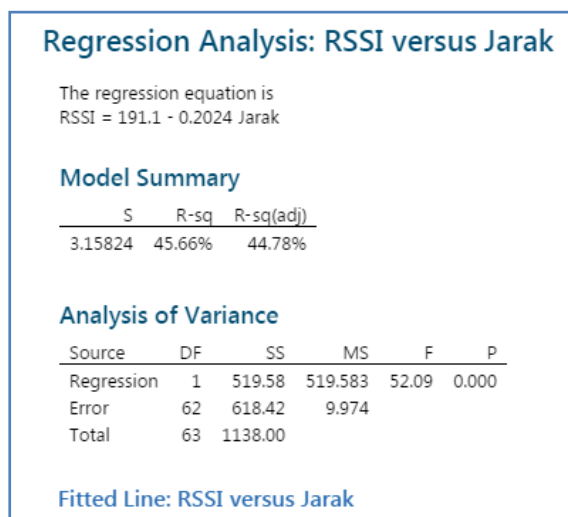 Regression Analysis: RSSI versus Jarak
The regression equation is
RSSI = 191.1 - 0.2024 Jarak
Model Summary
S R-sq R-sq(adj)
3.15824 45.66% 44.78%
Analysis of Variance
Source DF SS MS F P
Regression 1 519.58 519.583 52.09 0.000
Error 62 618.42 9.974
Total 63 1138.00
Fitted Line: RSSI versus Jarak